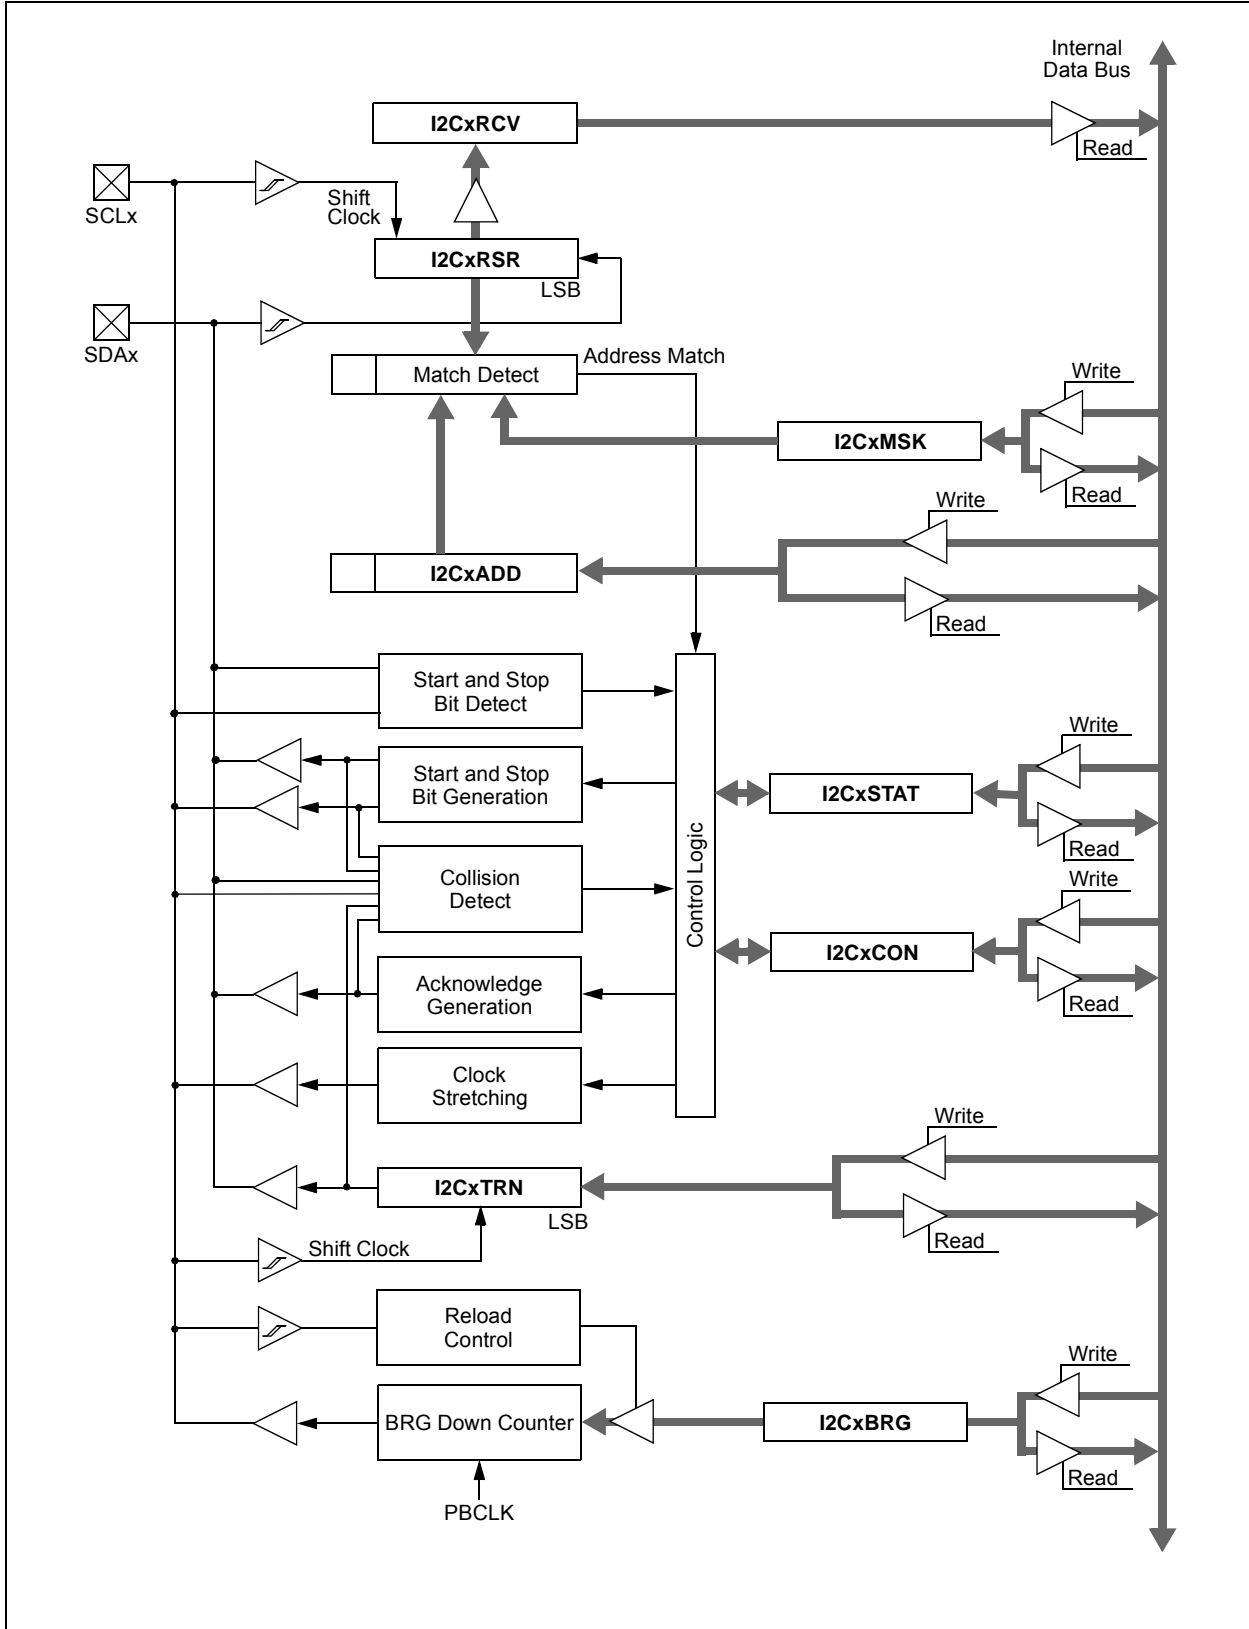 Internal
Data Bus
I2CxRCV
Read
SCLx
Shift
Clock
I2CxRSR
LSB
SDAx
Address Match
Match Detect
Write
I2CxMSK
Read
Write
I2CxADD
Read
Start and Stop
Bit Detect
Write
Start and Stop
Bit Generation
I2CxSTAT
Read
Control Logic
Collision
Detect
Write
I2CxCON
Read
Acknowledge
Generation
Clock
Stretching
Write
I2CxTRN
LSB
Read
Shift Clock
Reload
Control
Write
BRG Down Counter
I2CxBRG
Read
PBCLK